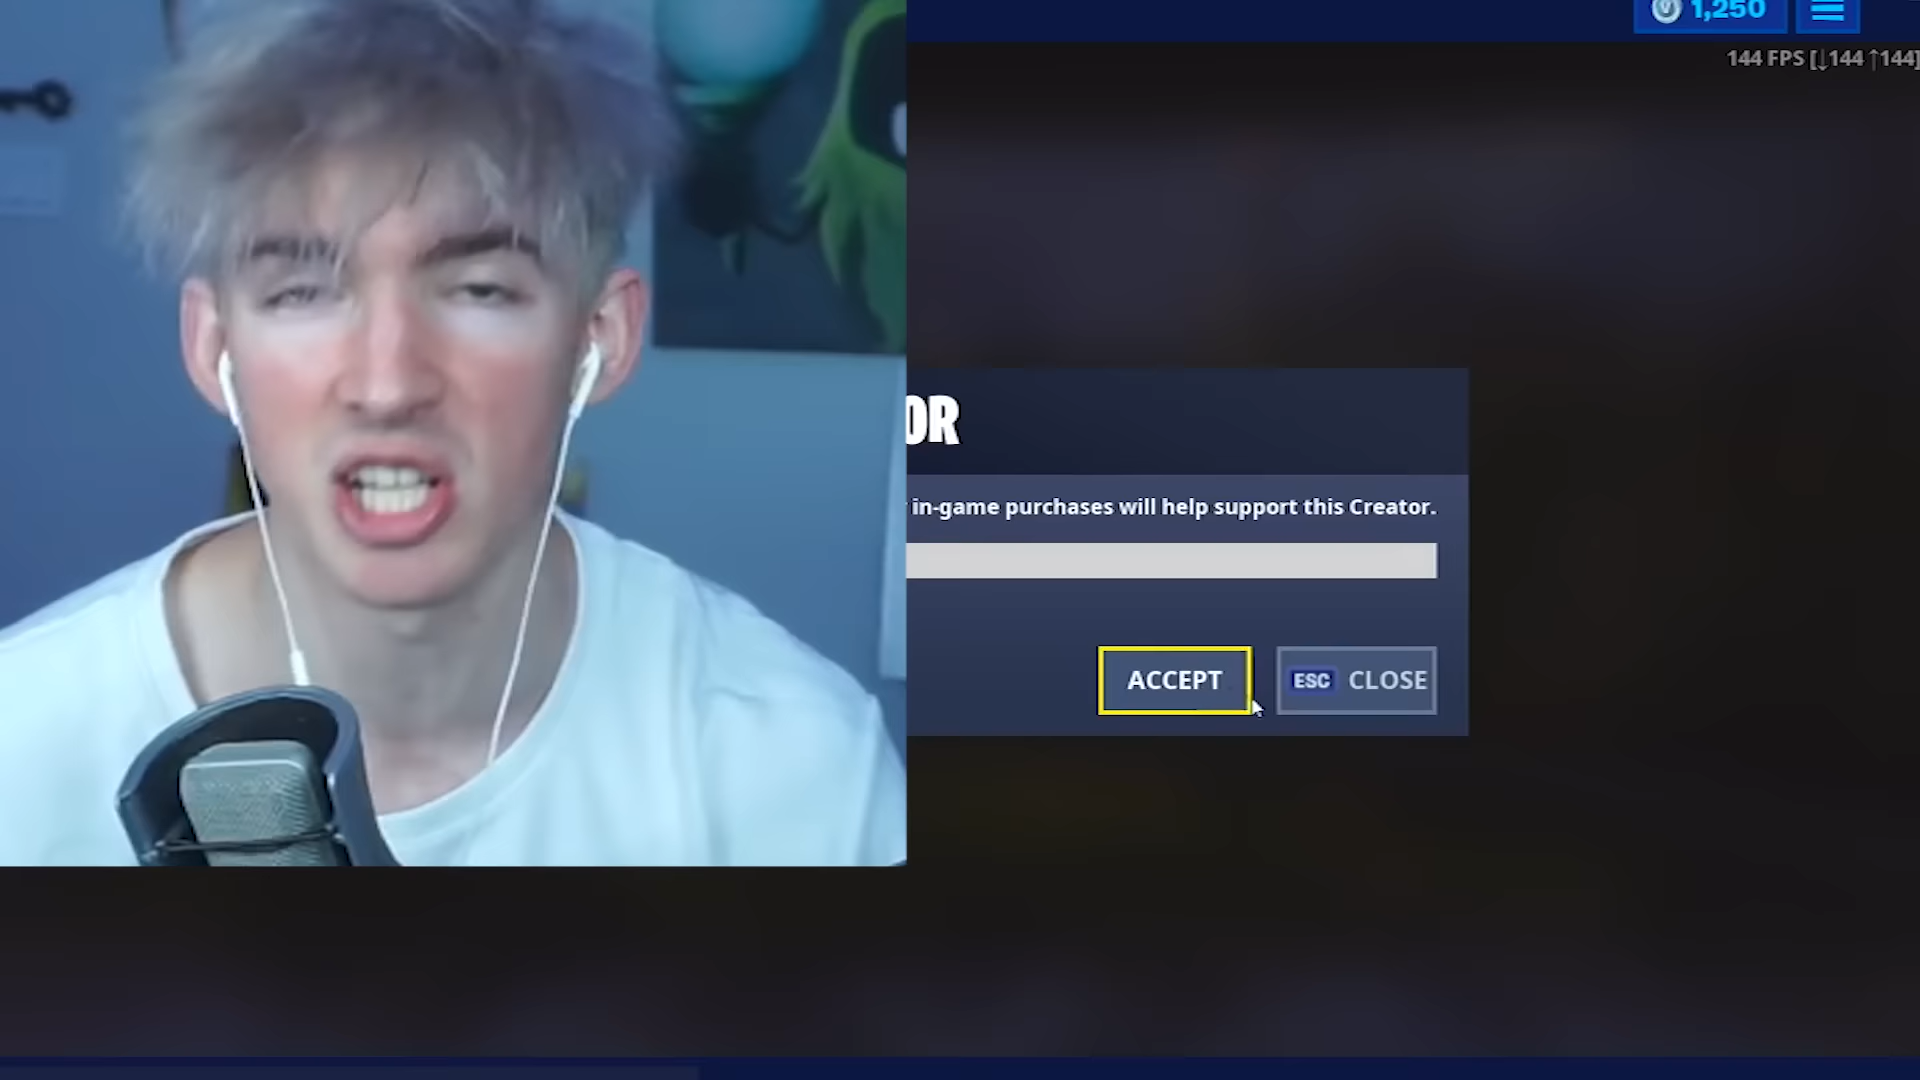 1,250
144 FPS [↓144 ↑144]
OR
in-game purchases will help support this Creator.
ACCEPT
ESC CLOSE